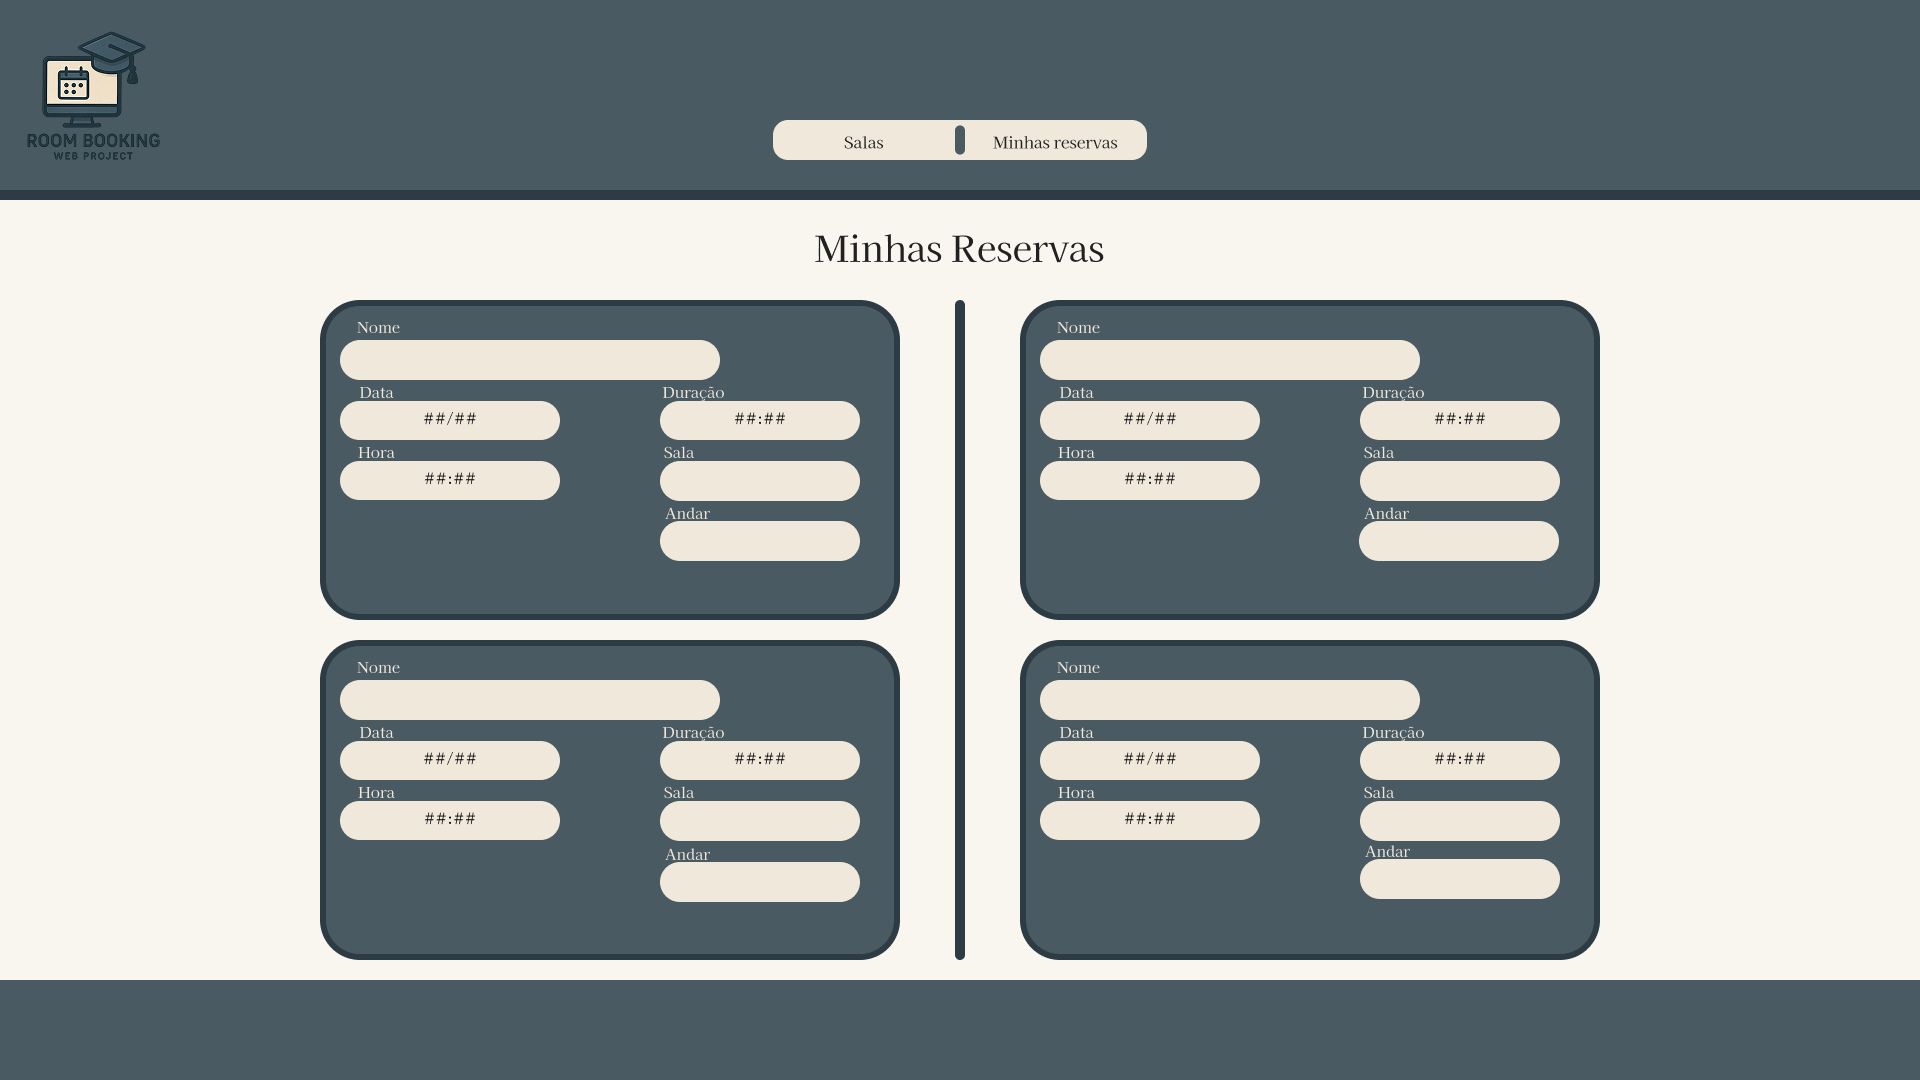 ROOM BOOKING
WEB PROJECT
Salas
Minhas reservas
Minhas Reservas
Nome
Data
Duração
##/##
##:##
Hora
Sala
##:##
Andar
Nome
Data
Duração
##/##
##:##
Hora
Sala
##:##
Andar
Nome
Data
Duração
##/##
##:##
Hora
Sala
##:##
Andar
Nome
Data
Duração
##/##
##:##
Hora
Sala
##:##
Andar